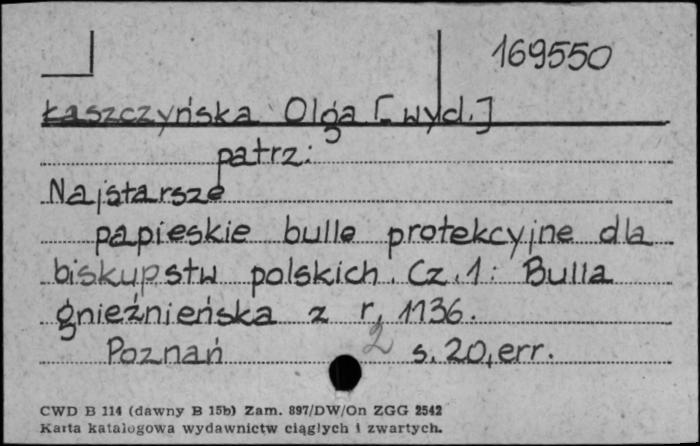 169550
Łaszczyńska Olga [wyd.]
patrz:
Najstarsze
papieskie bulle protekcyjne dla
biskupstw polskich. Cz.1: Bulla
gnieźnieńska z r. 1136.
Poznań 2 s. 20, err.
CWD B 114 (dawny B 15b) Zam. 897/DW/On ZGG 2542
Karta katalogowa wydawnictw ciągłych i zwartych.